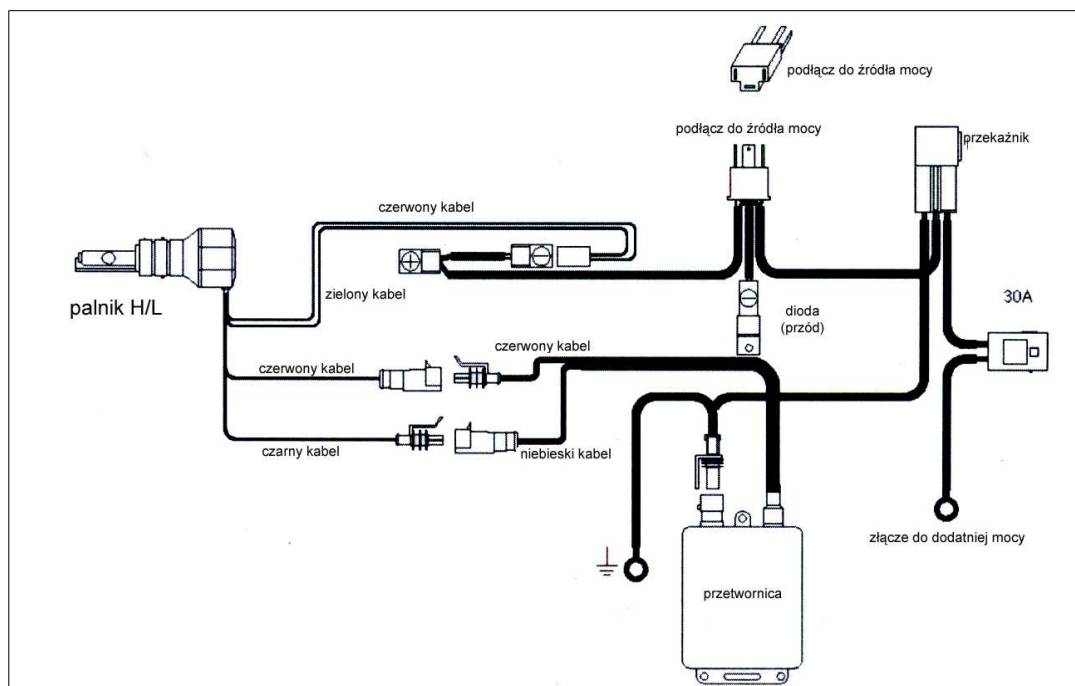 podłącz do źródła mocy
podłącz do źródła mocy
przekaźnik
czerwony kabel
zielony kabel
palnik H/L
30A
dioda
(przód)
czerwony kabel
czerwony kabel
czarny kabel
niebieski kabel
złącze do dodatniej mocy
przetwornica